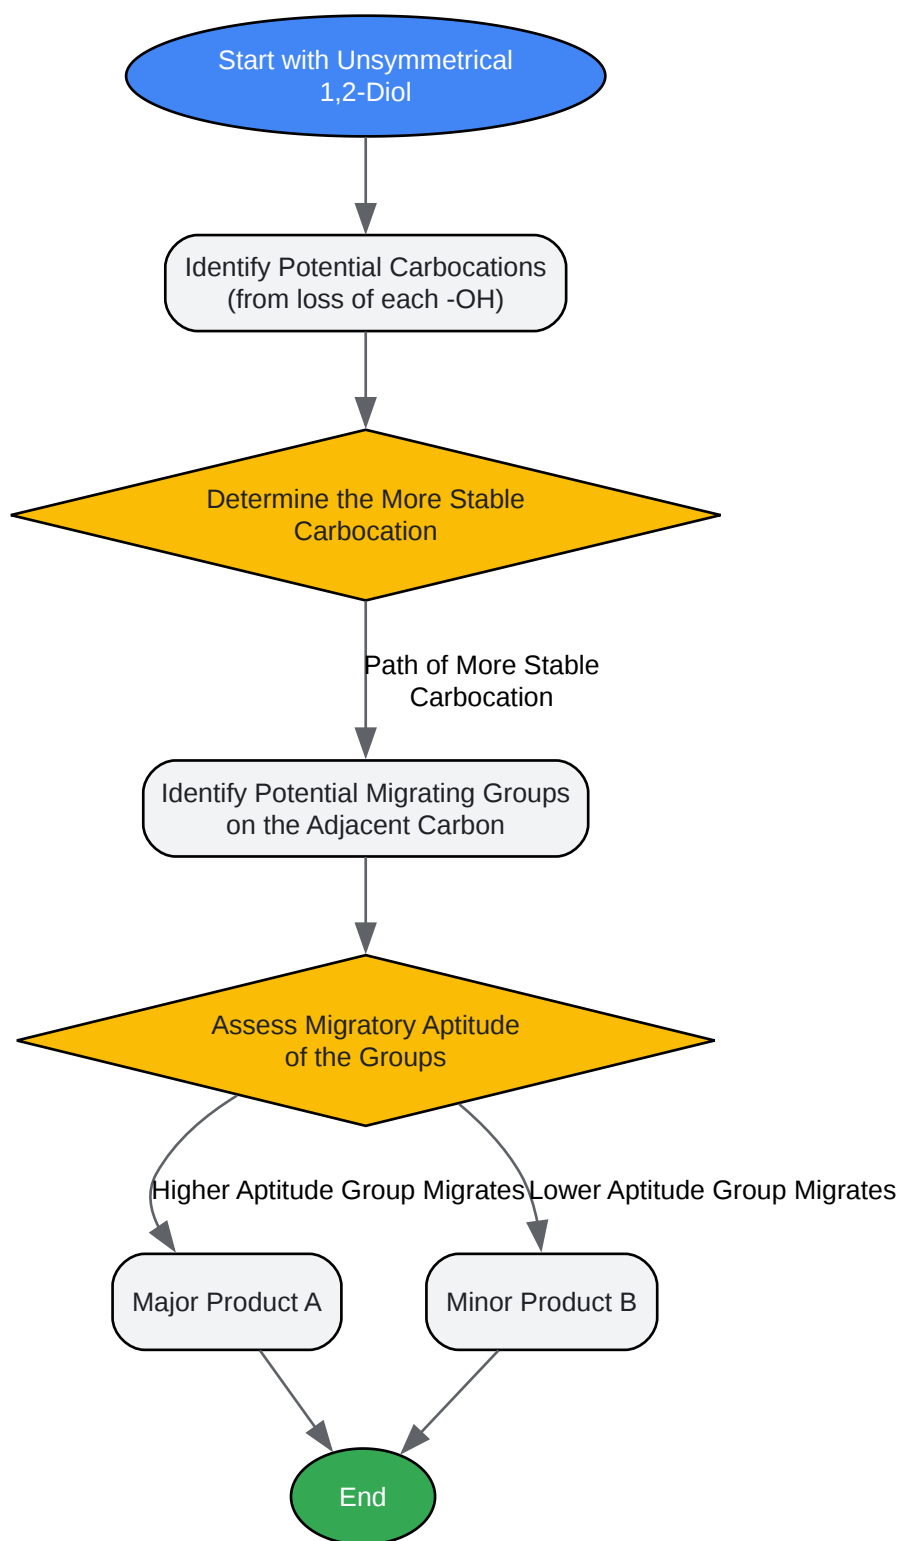 Start with Unsymmetrical
1,2-Diol
Identify Potential Carbocations
(from loss of each -OH)
Determine the More Stable
Carbocation
Path of More Stable
Carbocation
Identify Potential Migrating Groups
on the Adjacent Carbon
Assess Migratory Aptitude
of the Groups
Higher Aptitude Group Migrates
Lower Aptitude Group Migrates
Major Product A
Minor Product B
End